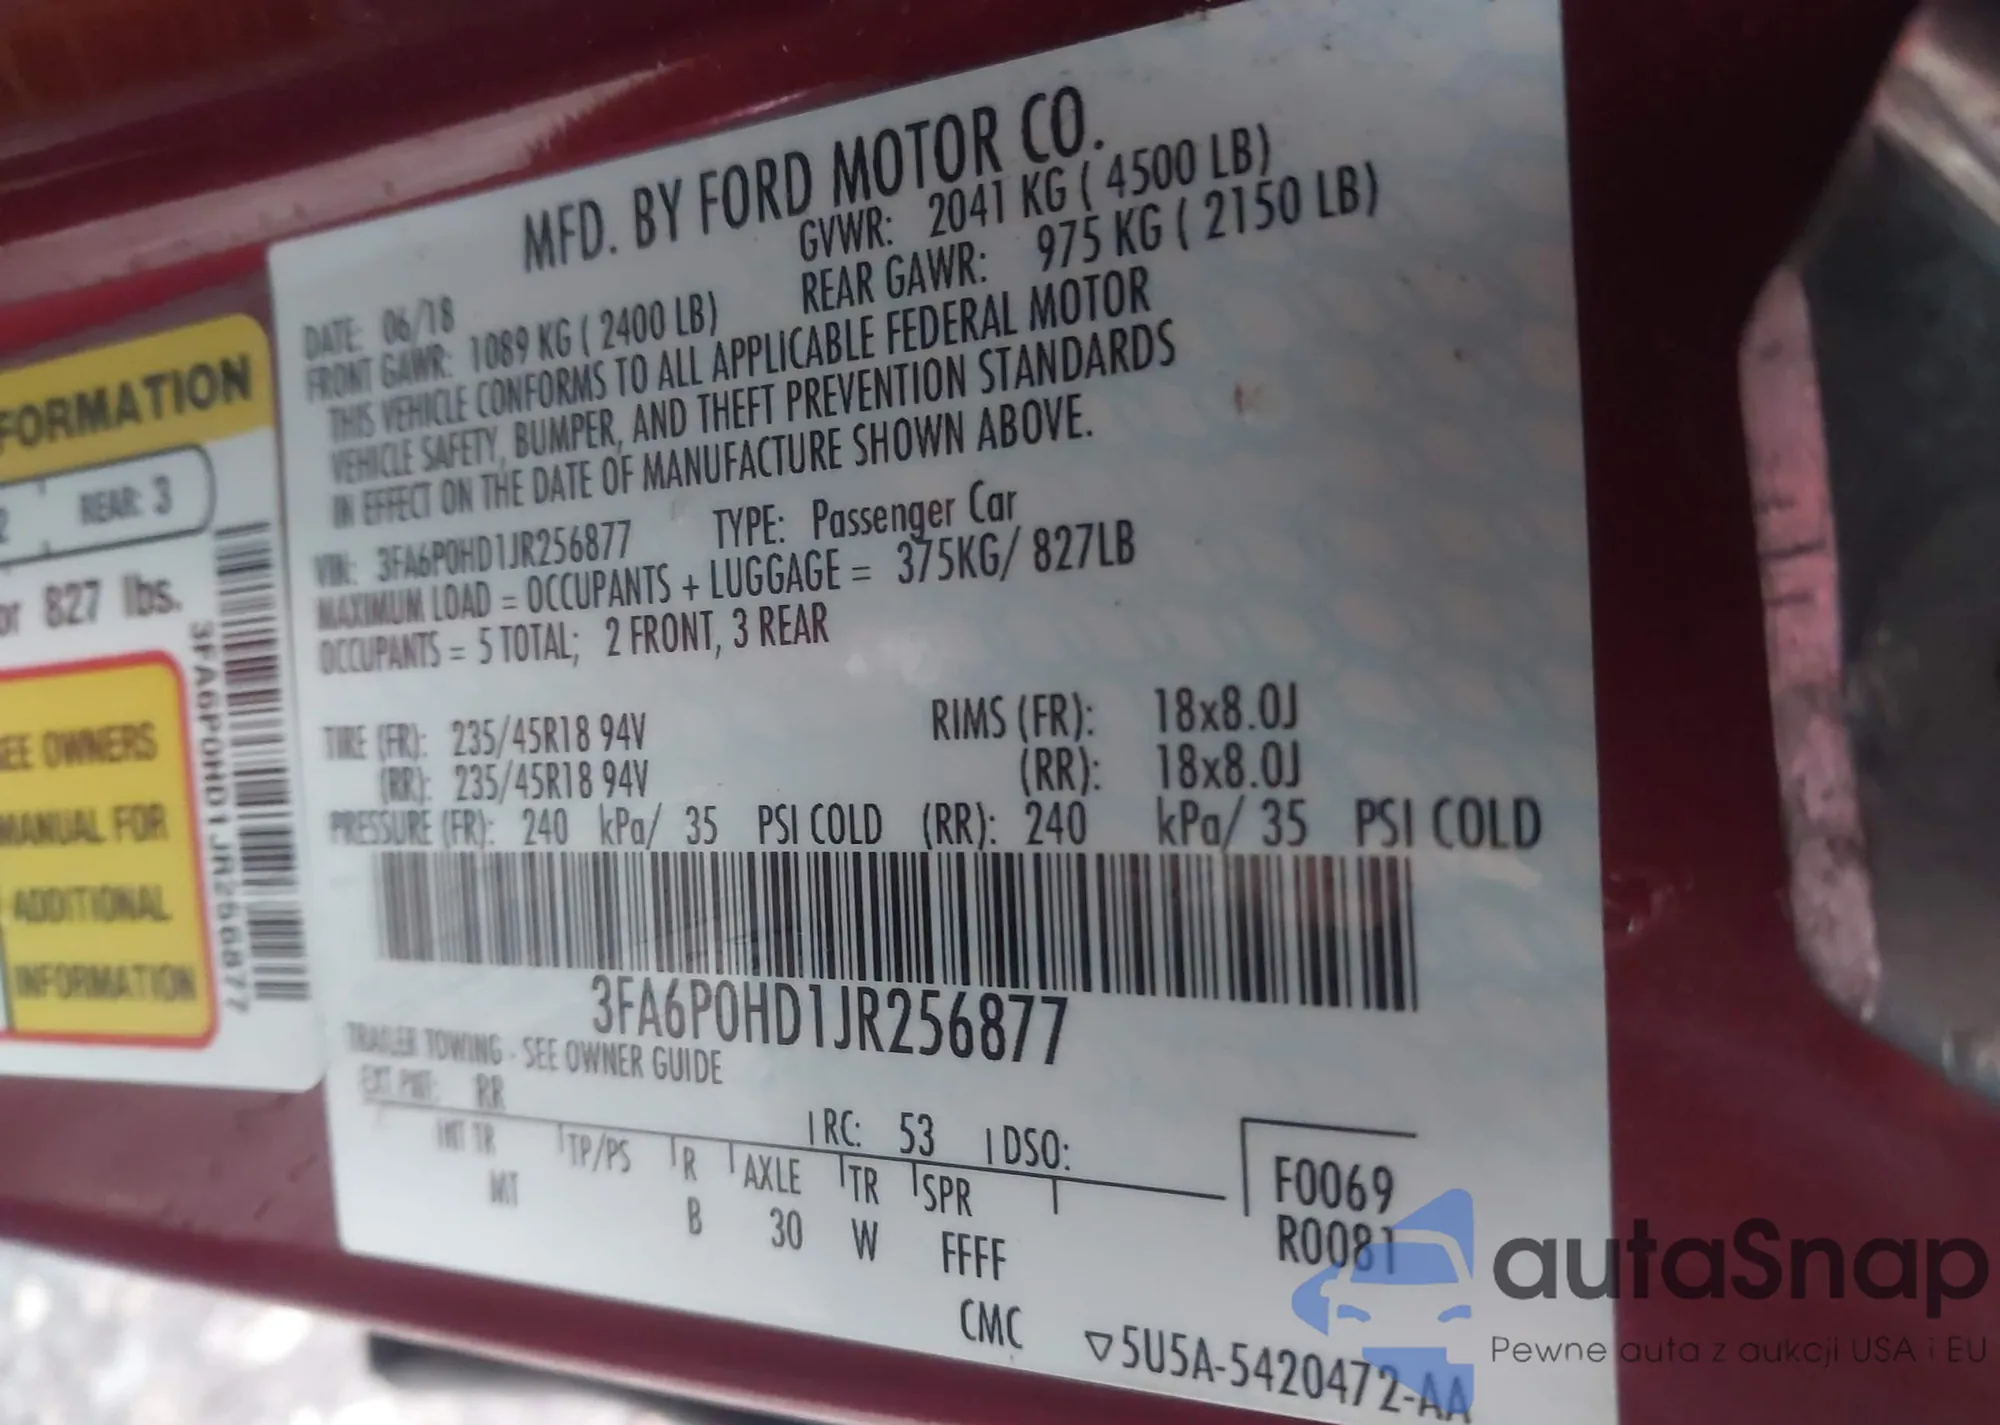 MFD. BY FORD MOTOR CO.
DATE: 06/18 GVWR: 2041 KG ( 4500 LB)
FRONT GAWR: 1089 KG ( 2400 LB) REAR GAWR: 975 KG ( 2150 LB)
THIS VEHICLE CONFORMS TO ALL APPLICABLE FEDERAL MOTOR
VEHICLE SAFETY, BUMPER, AND THEFT PREVENTION STANDARDS
IN EFFECT ON THE DATE OF MANUFACTURE SHOWN ABOVE.
VIN: 3FA6P0HD1JR256877 TYPE: Passenger Car
MAXIMUM LOAD = OCCUPANTS + LUGGAGE = 375KG/ 827LB
OCCUPANTS = 5 TOTAL; 2 FRONT, 3 REAR
TIRE (FR): 235/45R18 94V RIMS (FR): 18x8.0J
(RR): 235/45R18 94V (RR): 18x8.0J
PRESSURE (FR): 240 kPa/ 35 PSI COLD (RR): 240 kPa/ 35 PSI COLD
3FA6P0HD1JR256877
TRAILER TOWING - SEE OWNER GUIDE
EXT PNT: RR RC: 53 DSO:
INT TR TP/PS R AXLE TR SPR
MT B 30 W FFFF
F0069
R0081
CMC
▽5U5A-5420472-AA
FORMATION
2 REAR: 3
or 827 lbs.
3FA6P0HD1JR256877
SEE OWNERS
MANUAL FOR
ADDITIONAL
INFORMATION
autaSnap
Pewne auta z aukcji USA i EU